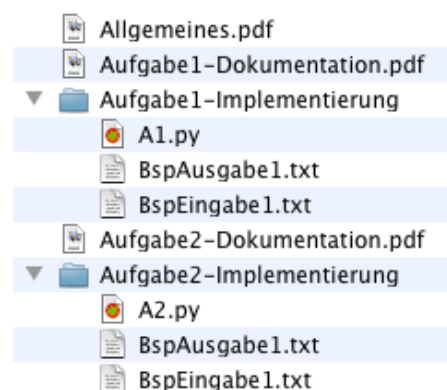 Allgemeines.pdf
Aufgabe1-Dokumentation.pdf
Aufgabe1-Implementierung
A1.py
BspAusgabe1.txt
BspEingabe1.txt
Aufgabe2-Dokumentation.pdf
Aufgabe2-Implementierung
A2.py
BspAusgabe1.txt
BspEingabe1.txt